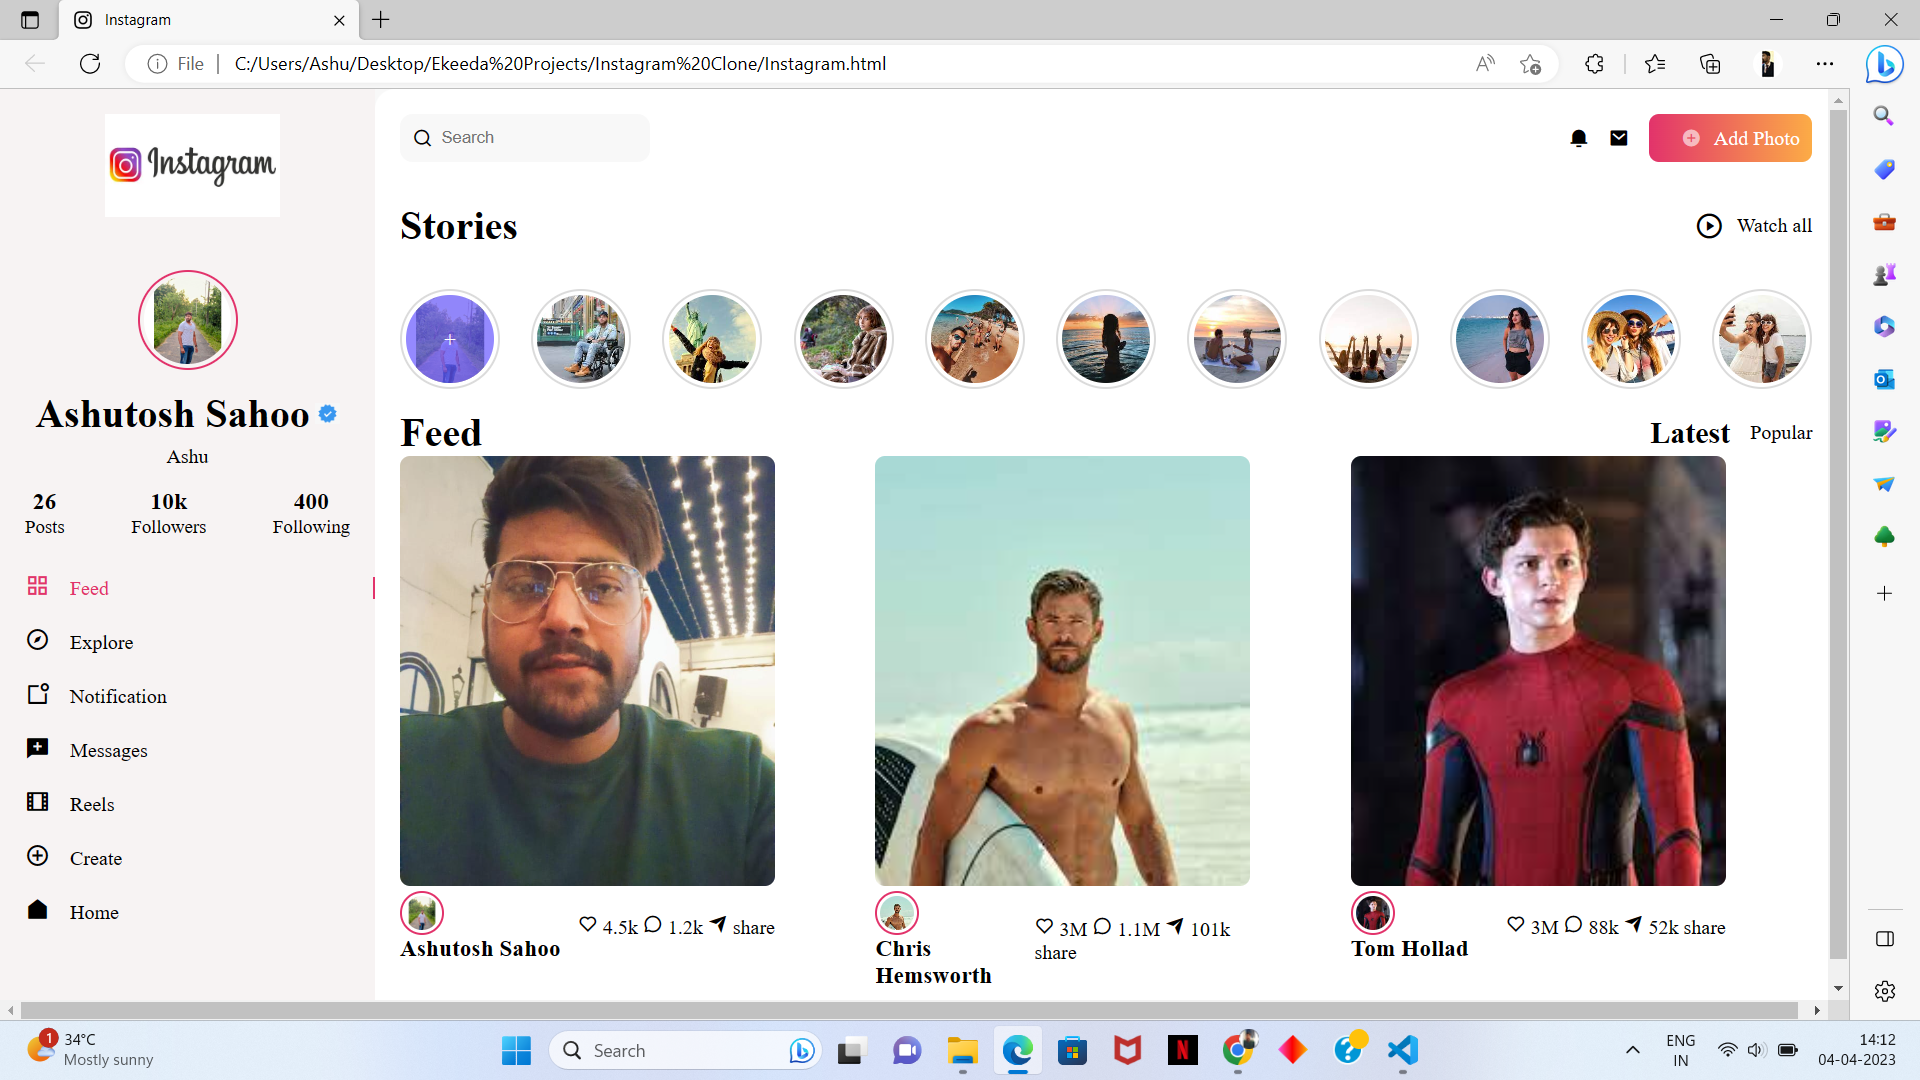 Instagram
File
C:/Users/Ashu/Desktop/Ekeeda%20Projects/Instagram%20Clone/Instagram.html
Instagram
Search
Add Photo
Stories
Watch all
Ashutosh Sahoo
Ashu
26
10k
400
Posts
Followers
Following
Feed
Explore
Notification
Messages
Reels
Create
Home
Feed
Latest
Popular
4.5k
1.2k
share
Ashutosh Sahoo
3M
1.1M
101k
share
Chris
Hemsworth
3M
88k
52k share
Tom Hollad
1
34°C
Mostly sunny
Search
N
ENG
IN
14:12
04-04-2023